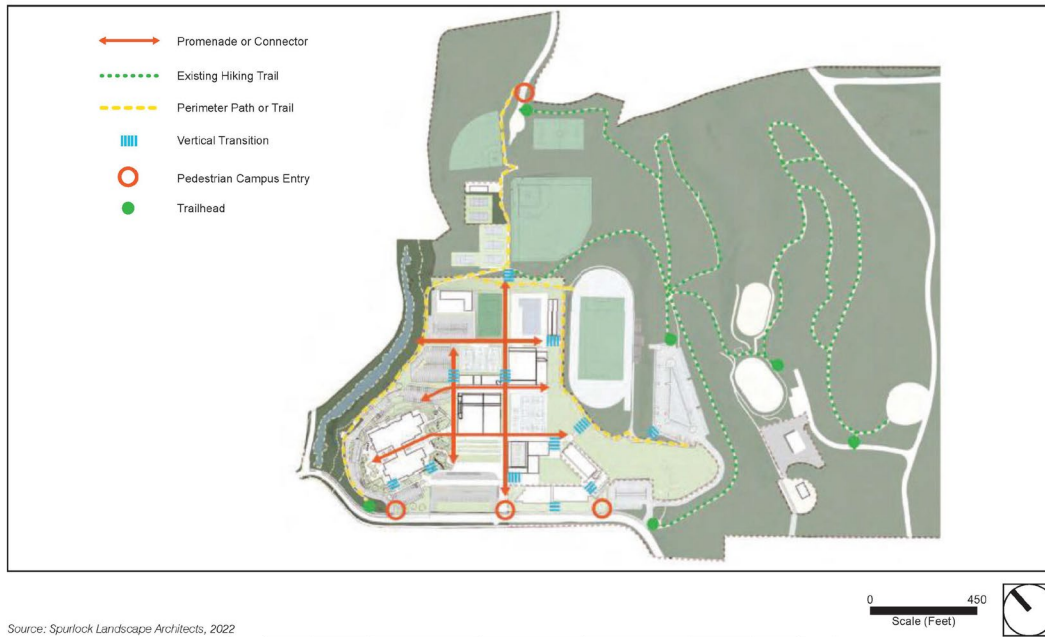 Promenade or Connector
Existing Hiking Trail
Perimeter Path or Trail
Vertical Transition
Pedestrian Campus Entry
Trailhead
0 450
Scale (Feet)
Source: Spurlock Landscape Architects, 2022